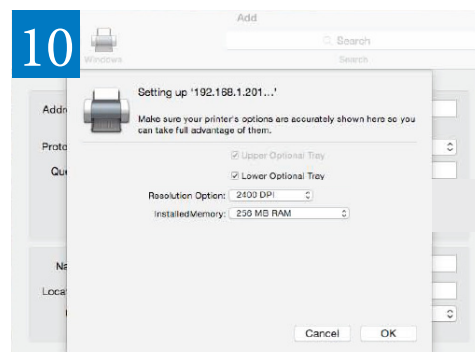 10
Add
Search
Windows
Search
Setting up '192.168.1.201...'
Make sure your printer's options are accurately shown here so you
can take full advantage of them.
Addr
Proto
Qu
Upper Optional Tray
Lower Optional Tray
Resolution Option: 2400 DPI
InstalledMemory: 256 MB RAM
Na
Loca
Cancel OK